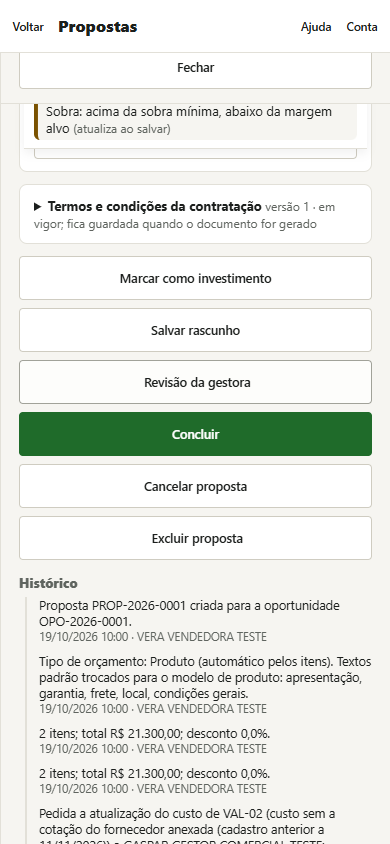 Voltar Propostas Ajuda Conta
Fechar
Sobra: acima da sobra mínima, abaixo da margem
alvo (atualiza ao salvar)
▶ Termos e condições da contratação versão 1 · em
vigor; fica guardada quando o documento for gerado
Marcar como investimento
Salvar rascunho
Revisão da gestora
Concluir
Cancelar proposta
Excluir proposta
Histórico
Proposta PROP-2026-0001 criada para a oportunidade
OPO-2026-0001.
19/10/2026 10:00 · VERA VENDEDORA TESTE
Tipo de orçamento: Produto (automático pelos itens). Textos
padrão trocados para o modelo de produto: apresentação,
garantia, frete, local, condições gerais.
19/10/2026 10:00 · VERA VENDEDORA TESTE
2 itens; total R$ 21.300,00; desconto 0,0%.
19/10/2026 10:00 · VERA VENDEDORA TESTE
2 itens; total R$ 21.300,00; desconto 0,0%.
19/10/2026 10:00 · VERA VENDEDORA TESTE
Pedida a atualização do custo de VAL-02 (custo sem a
cotação do fornecedor anexada (cadastro anterior a
11/11/2026)) a GASPAR GESTOR COMERCIAL TESTE: